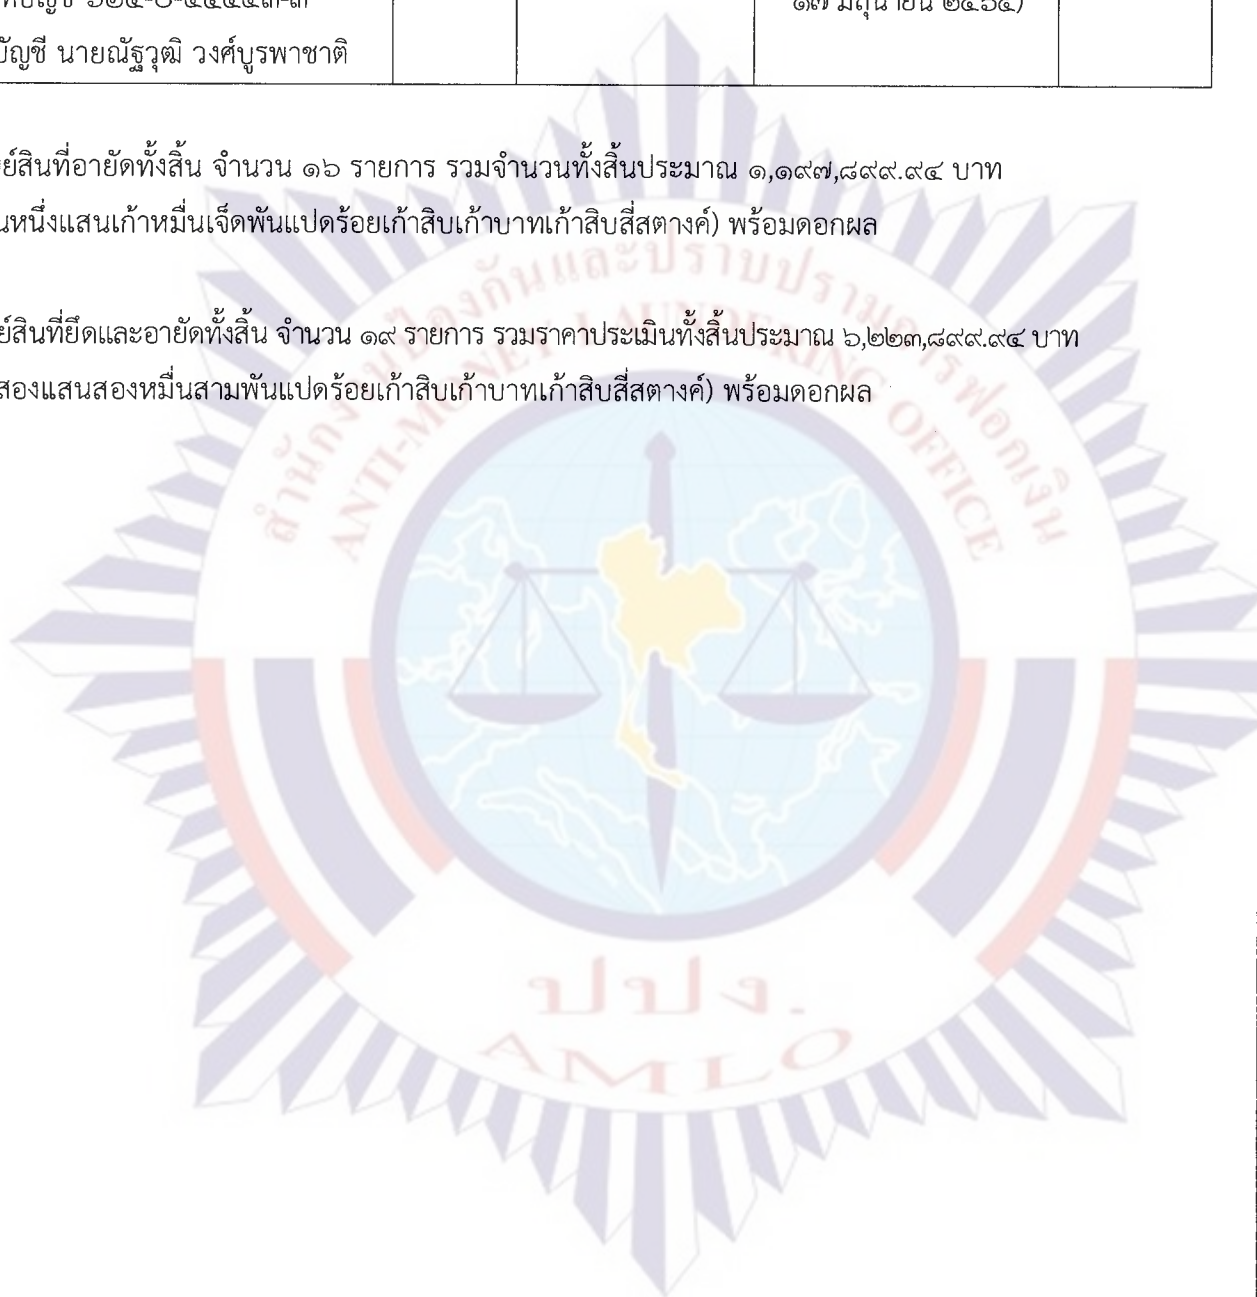 ๑๗ มิถุนายน ๒๕๖๔)
บัญชี นายณัฐวุฒิ วงศ์บูรพาชาติ
ย์สินที่อายัดทั้งสิ้น จำนวน ๑๖ รายการ รวมจำนวนทั้งสิ้นประมาณ ๑,๑๙๗,๘๙๙.๙๔ บาท
นหนึ่งแสนเก้าหมื่นเจ็ดพันแปดร้อยเก้าสิบเก้าบาทเก้าสิบสี่สตางค์) พร้อมดอกผล
ย์สินที่ยึดและอายัดทั้งสิ้น จำนวน ๑๙ รายการ รวมราคาประเมินทั้งสิ้นประมาณ ๖,๒๒๓,๘๙๙.๙๔ บาท
สองแสนสองหมื่นสามพันแปดร้อยเก้าสิบเก้าบาทเก้าสิบสี่สตางค์) พร้อมดอกผล
สำนักงานป้องกันและปราบปรามการฟอกเงิน
ANTI-MONEY LAUNDERING OFFICE
ปปง.
AMLO